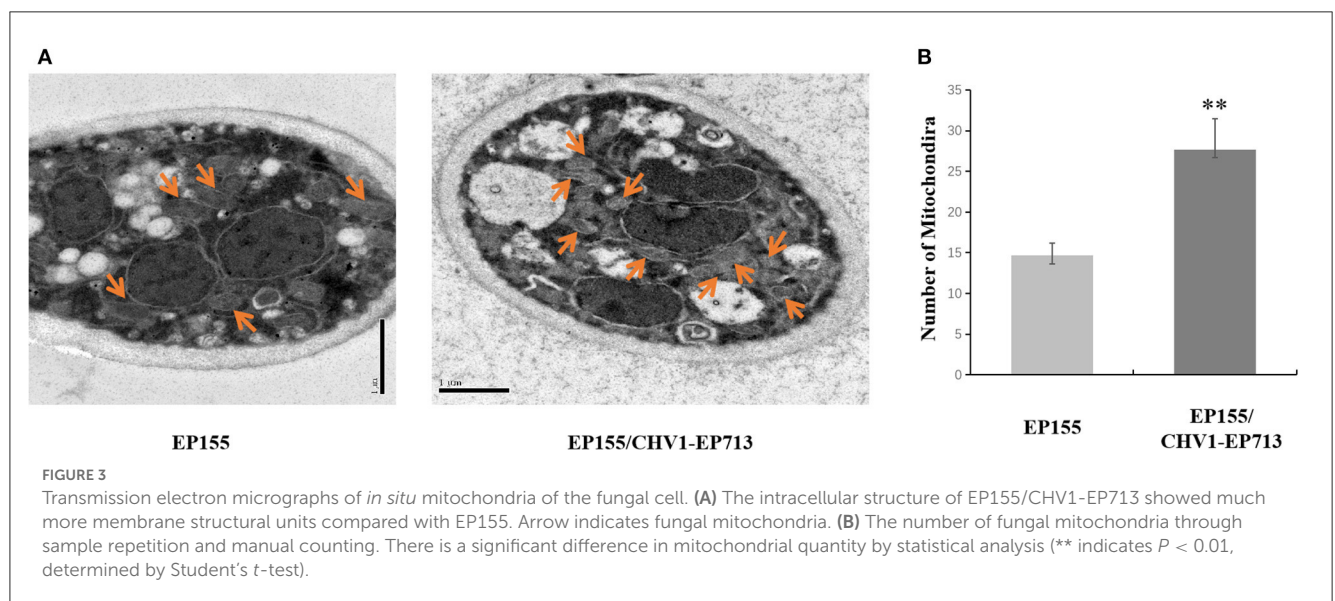 A
B
1 µm
1 µm
EP155
EP155/CHV1-EP713
**
Number of Mitochondira
35
30
25
20
15
10
5
0
EP155
EP155/
CHV1-EP713
FIGURE 3
Transmission electron micrographs of in situ mitochondria of the fungal cell. (A) The intracellular structure of EP155/CHV1-EP713 showed much
more membrane structural units compared with EP155. Arrow indicates fungal mitochondria. (B) The number of fungal mitochondria through
sample repetition and manual counting. There is a significant difference in mitochondrial quantity by statistical analysis (** indicates P < 0.01,
determined by Student's t-test).